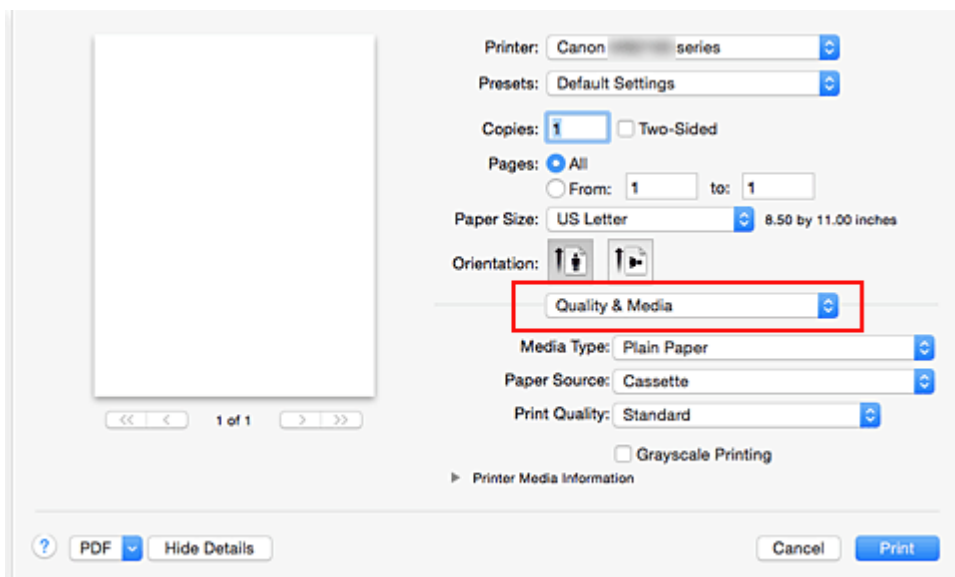 Printer: Canon series
Presets: Default Settings
Copies: 1 Two-Sided
Pages: All
From: 1 to: 1
Paper Size: US Letter 8.50 by 11.00 inches
Orientation:
Quality & Media
Media Type: Plain Paper
Paper Source: Cassette
Print Quality: Standard
Grayscale Printing
Printer Media Information
<< < 1 of 1 > >>
? PDF Hide Details Cancel Print